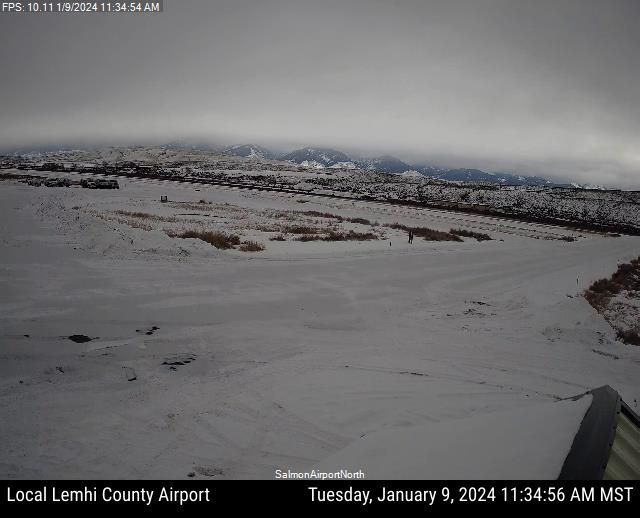 FPS: 10.11 1/9/2024 11:34:54 AM
SalmonAirportNorth
Local Lemhi County Airport Tuesday, January 9, 2024 11:34:56 AM MST